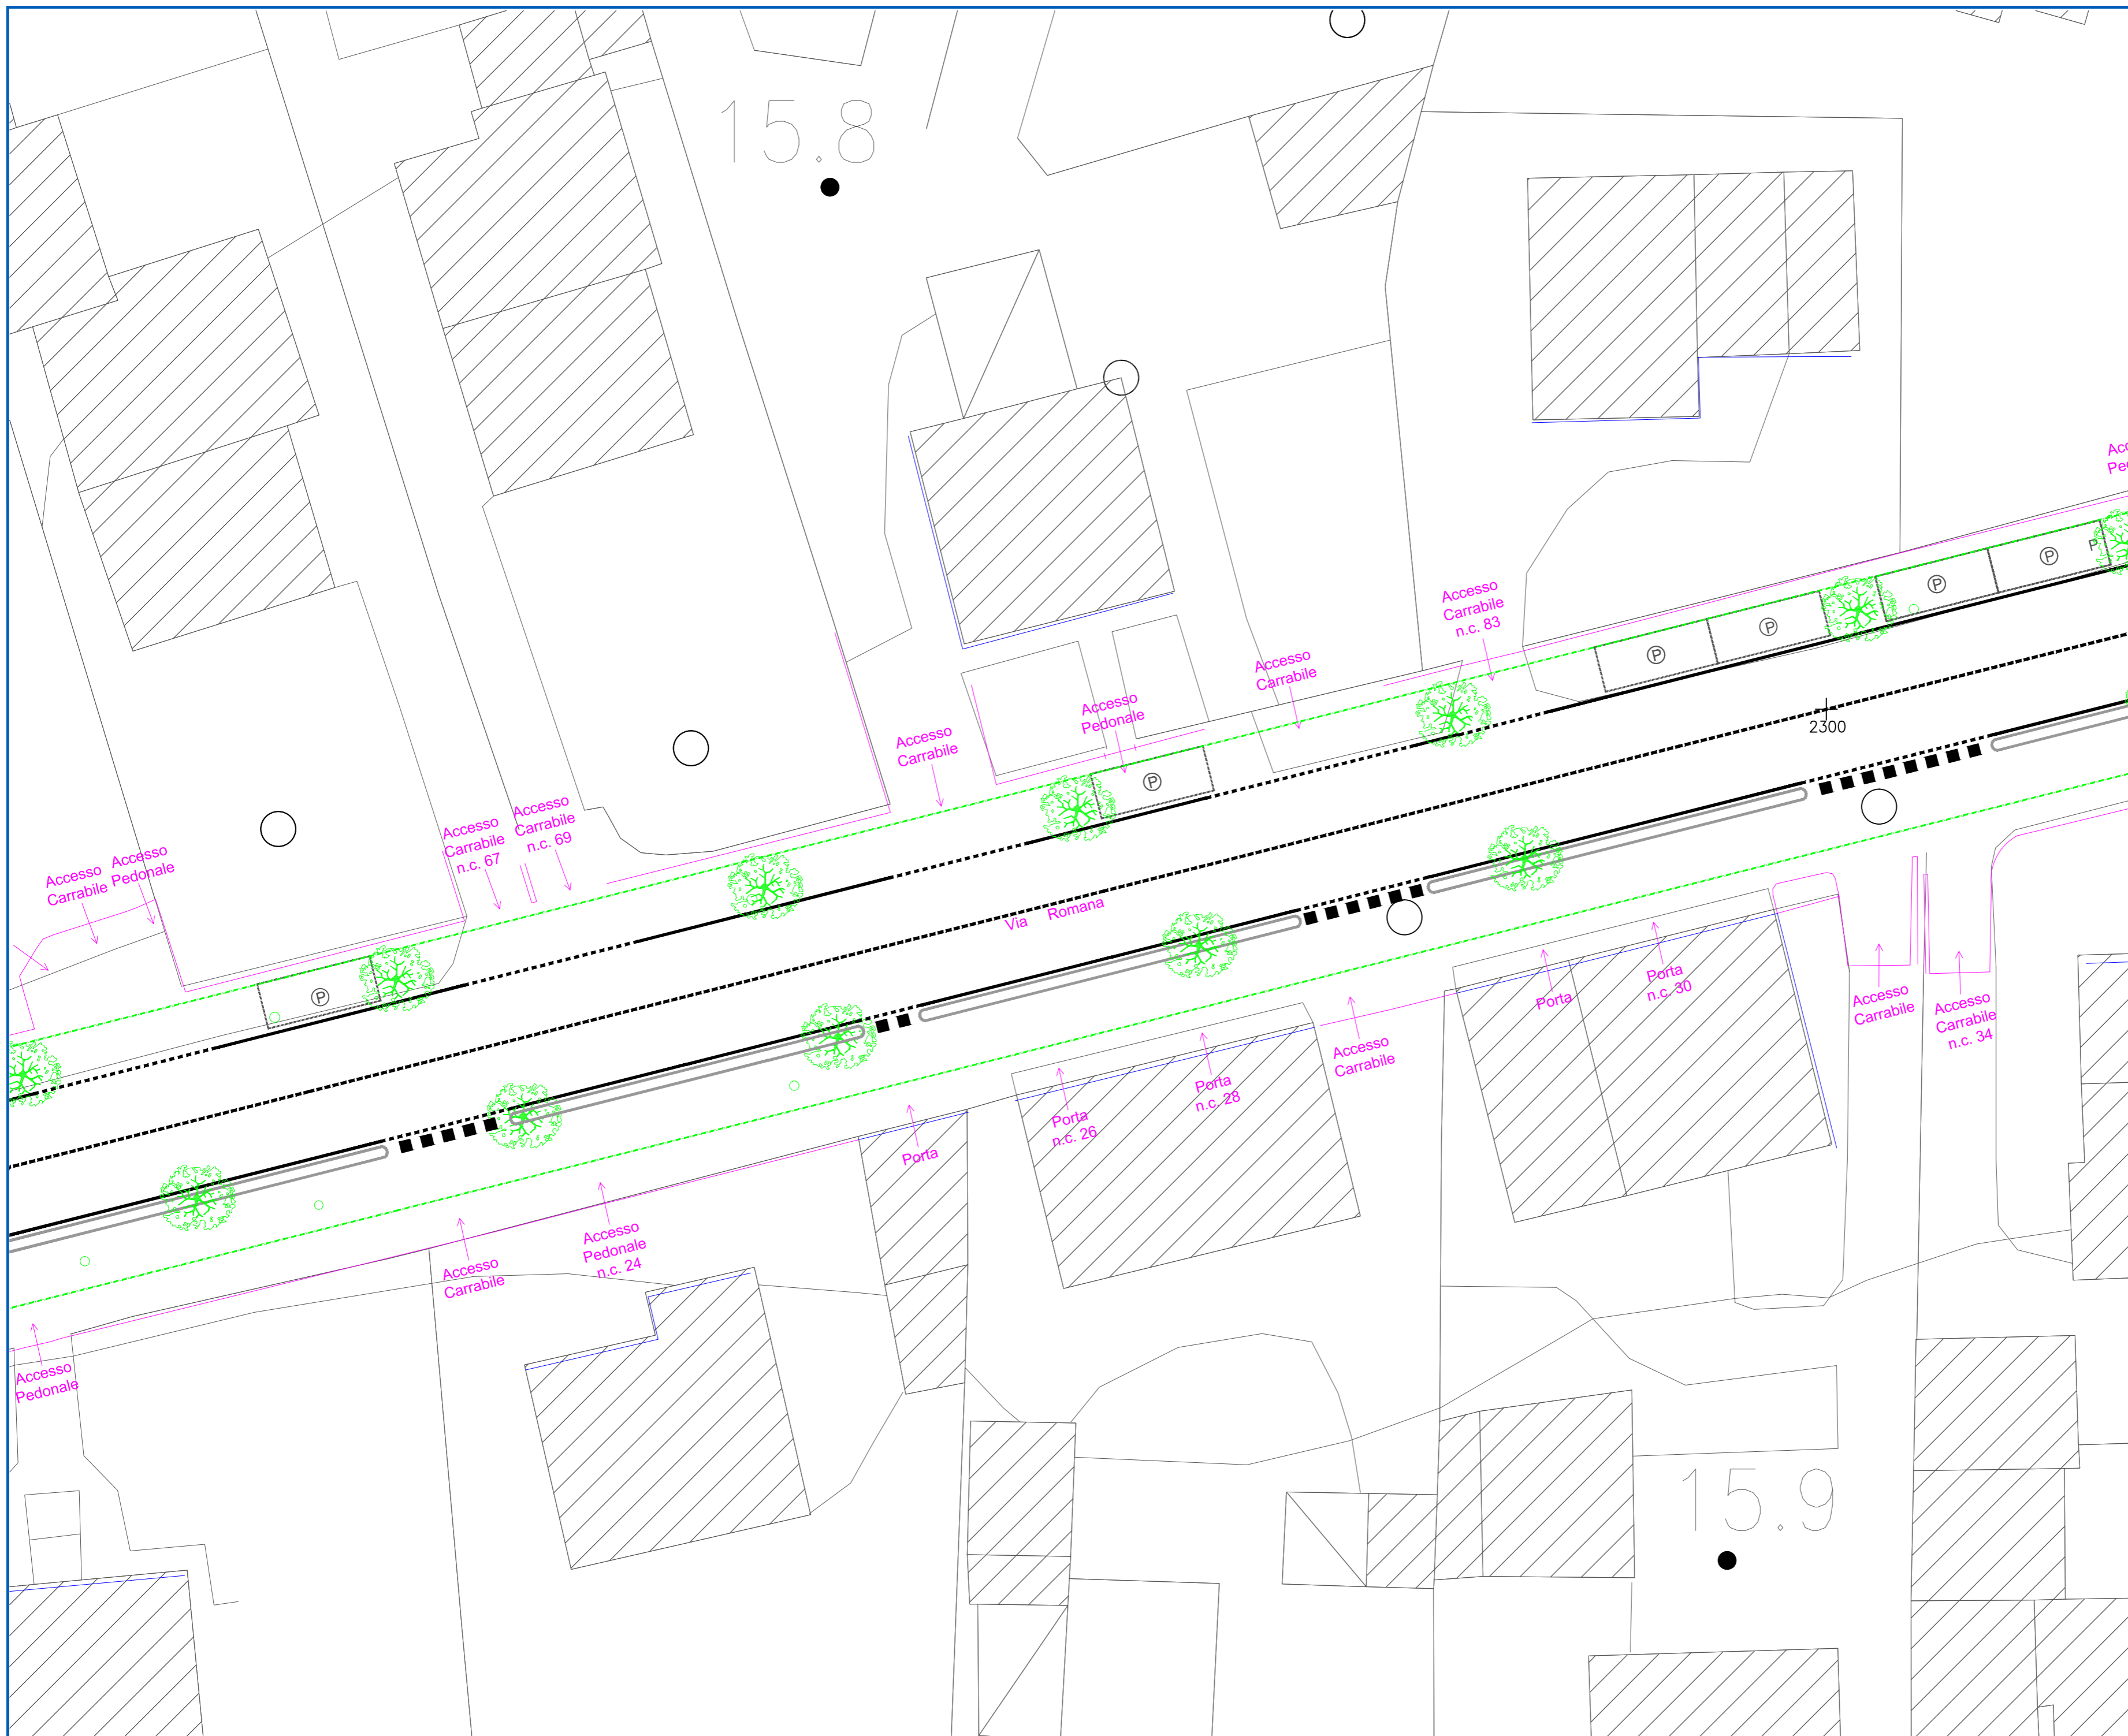 15.8
Acc
Pe
Accesso
Carrabile
n.c. 83
P
P
P
P
P
Accesso
Carrabile
Accesso
Pedonale
2300
Accesso
Carrabile
P
Accesso
Carrabile
n.c. 69
Accesso
Carrabile
n.c. 67
Accesso
Pedonale
Accesso
Carrabile
Via Romana
P
Porta
n.c. 30
Porta
Accesso
Carrabile
Accesso
Carrabile
n.c. 34
Accesso
Carrabile
Porta
n.c. 28
Porta
n.c. 26
Porta
Accesso
Pedonale
n.c. 24
Accesso
Carrabile
Accesso
Pedonale
15.9